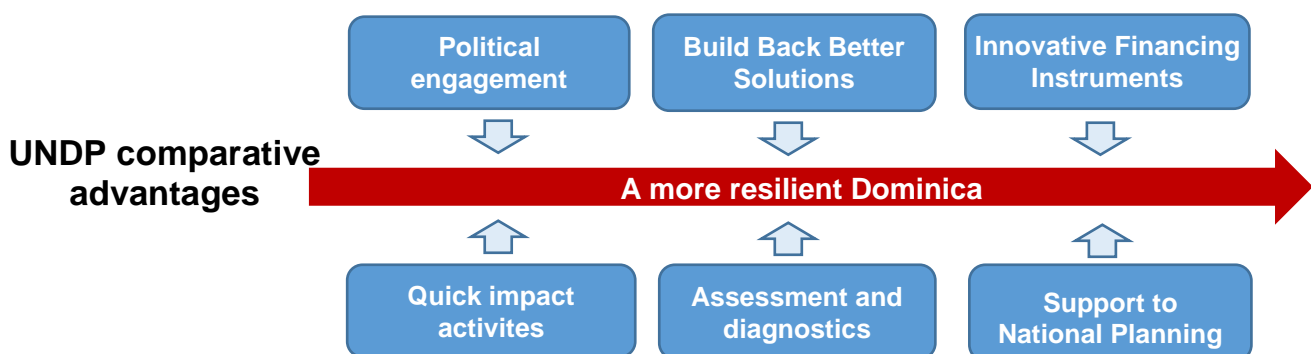 Political
engagement
Build Back Better
Solutions
Innovative Financing
Instruments
UNDP comparative
advantages
A more resilient Dominica
Quick impact
activites
Assessment and
diagnostics
Support to
National Planning